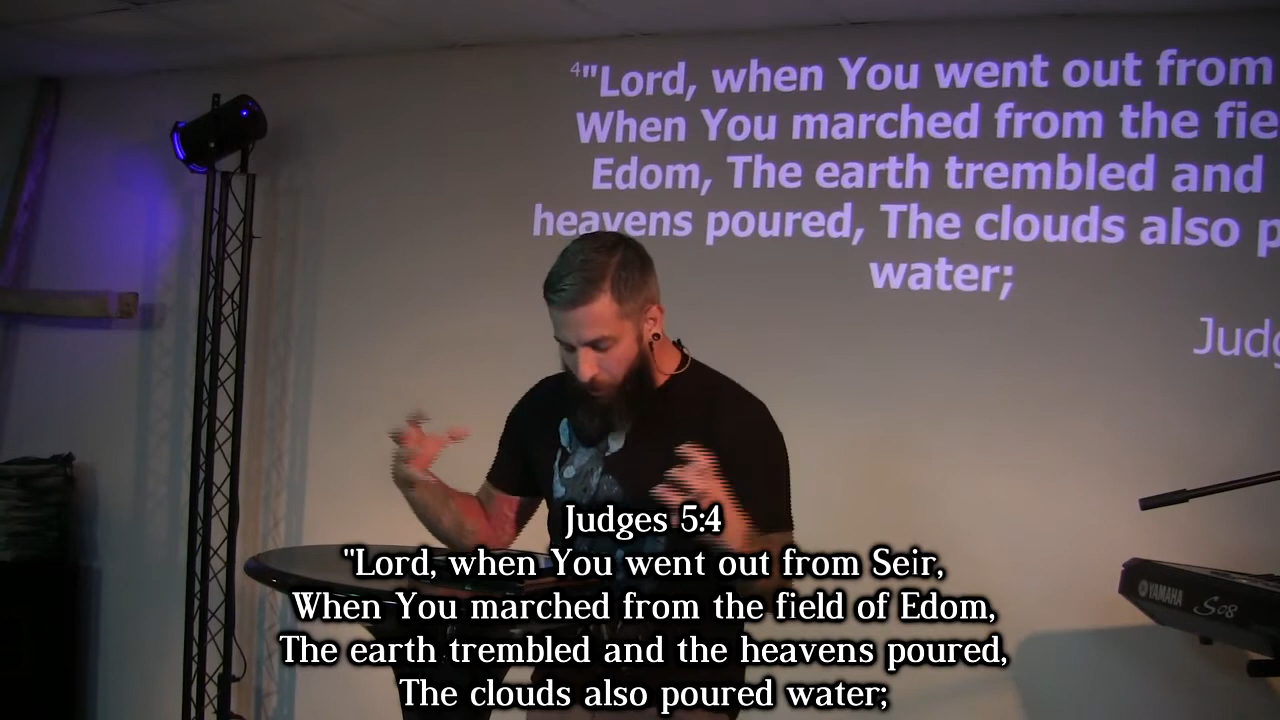 4"Lord, when You went out from
When You marched from the fie
Edom, The earth trembled and
heavens poured, The clouds also p
water;
Judg
Judges 5:4
"Lord, when You went out from Seir,
When You marched from the field of Edom,
The earth trembled and the heavens poured,
The clouds also poured water;
YAMAHA S08